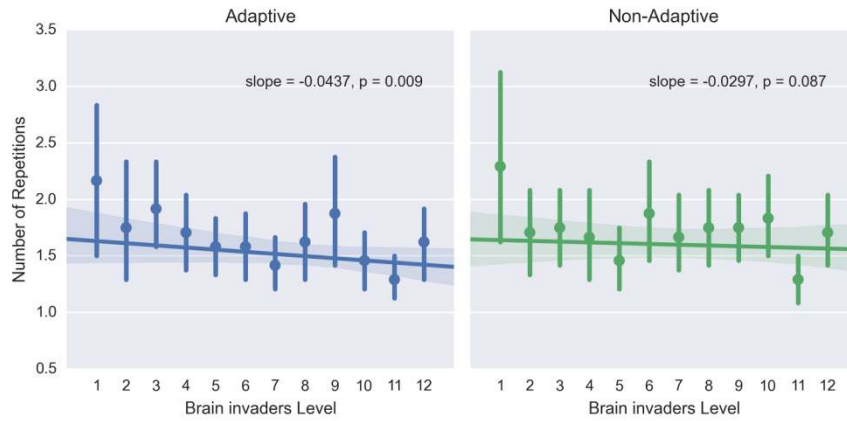 Adaptive
Non-Adaptive
Number of Repetitions
3.5
3.0
2.5
2.0
1.5
1.0
0.5
slope = -0.0437, p = 0.009
slope = -0.0297, p = 0.087
1 2 3 4 5 6 7 8 9 10 11 12
1 2 3 4 5 6 7 8 9 10 11 12
Brain invaders Level
Brain invaders Level